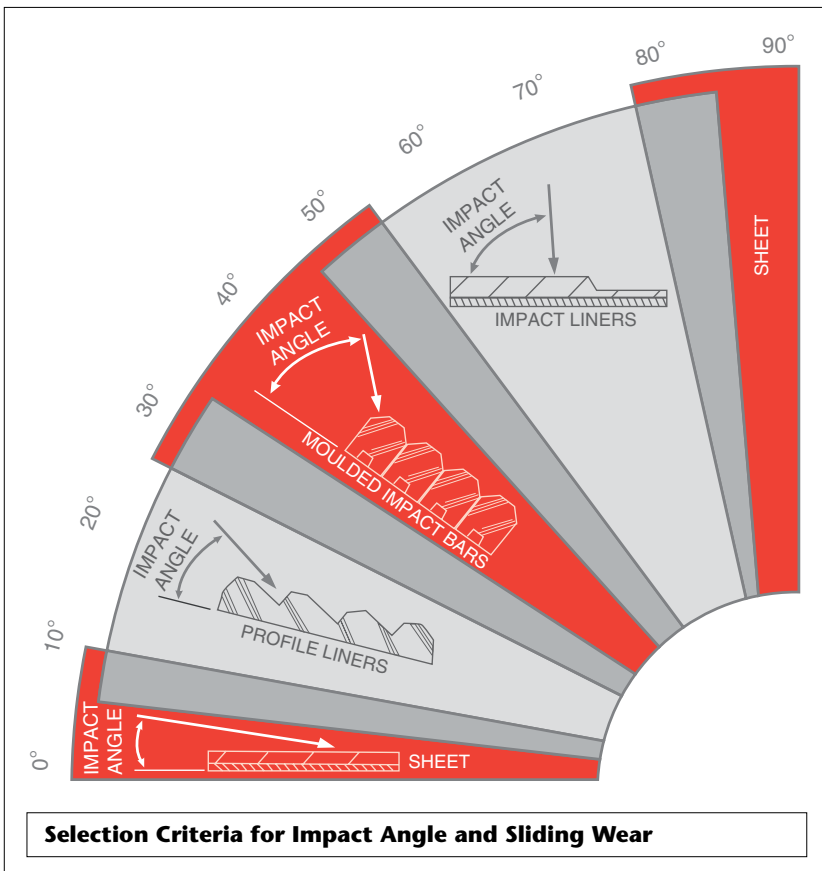 90°
80°
70°
60°
50°
40°
30°
20°
10°
0°
SHEET
IMPACT
ANGLE
IMPACT LINERS
IMPACT
ANGLE
MOULDED IMPACT BARS
IMPACT
ANGLE
PROFILE LINERS
IMPACT
ANGLE
SHEET
Selection Criteria for Impact Angle and Sliding Wear